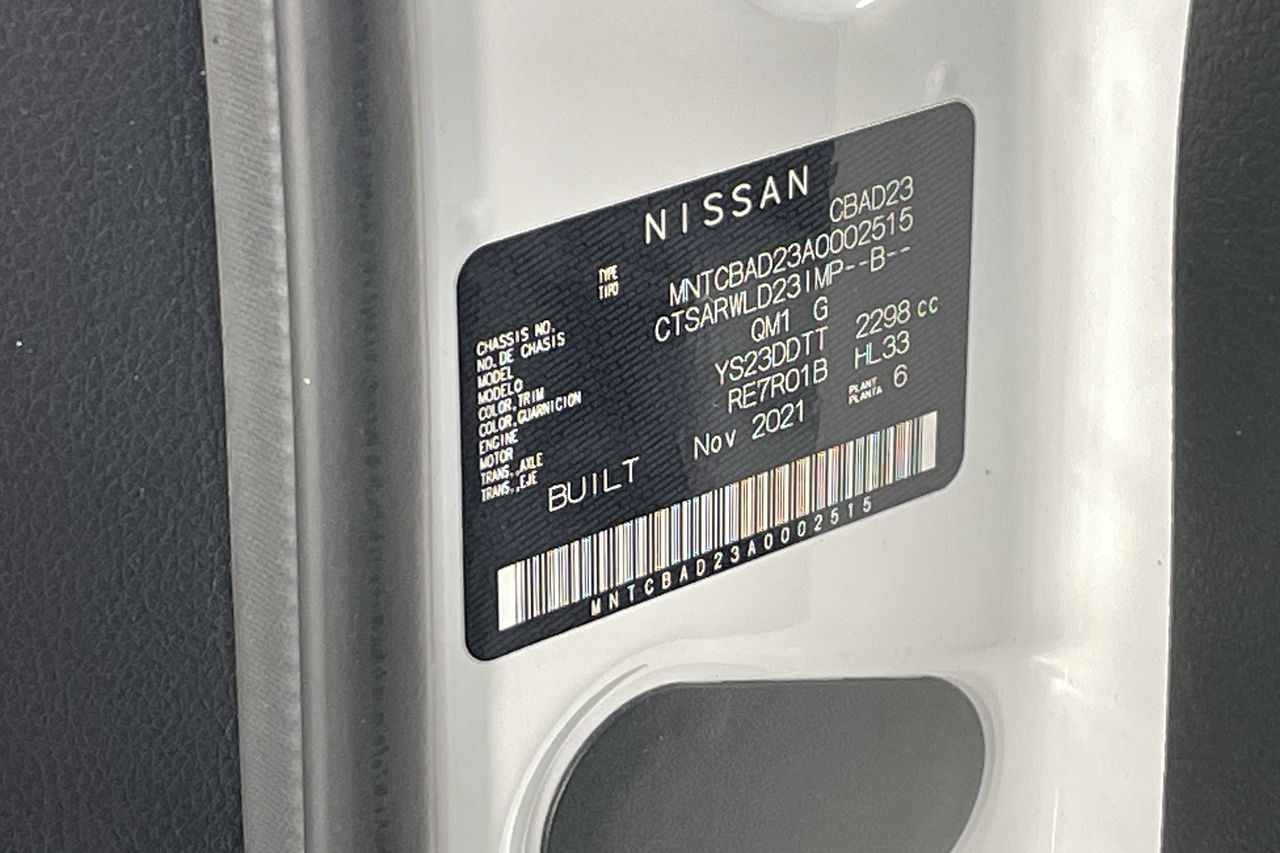 NISSAN
TYPE CBAD23
TIPO
CHASSIS NO. MNTCBAD23A0002515
NO. DE CHASIS
MODEL CTSARWLD23IMP--B--
MODELO
COLOR,TRIM QM1 G
COLOR,GUARNICION
ENGINE YS23DDTT 2298 cc
MOTOR
TRANS.,AXLE RE7R01B HL33
TRANS.,EJE
BUILT Nov 2021 PLANT 6
PLANTA
MNTCBAD23A0002515